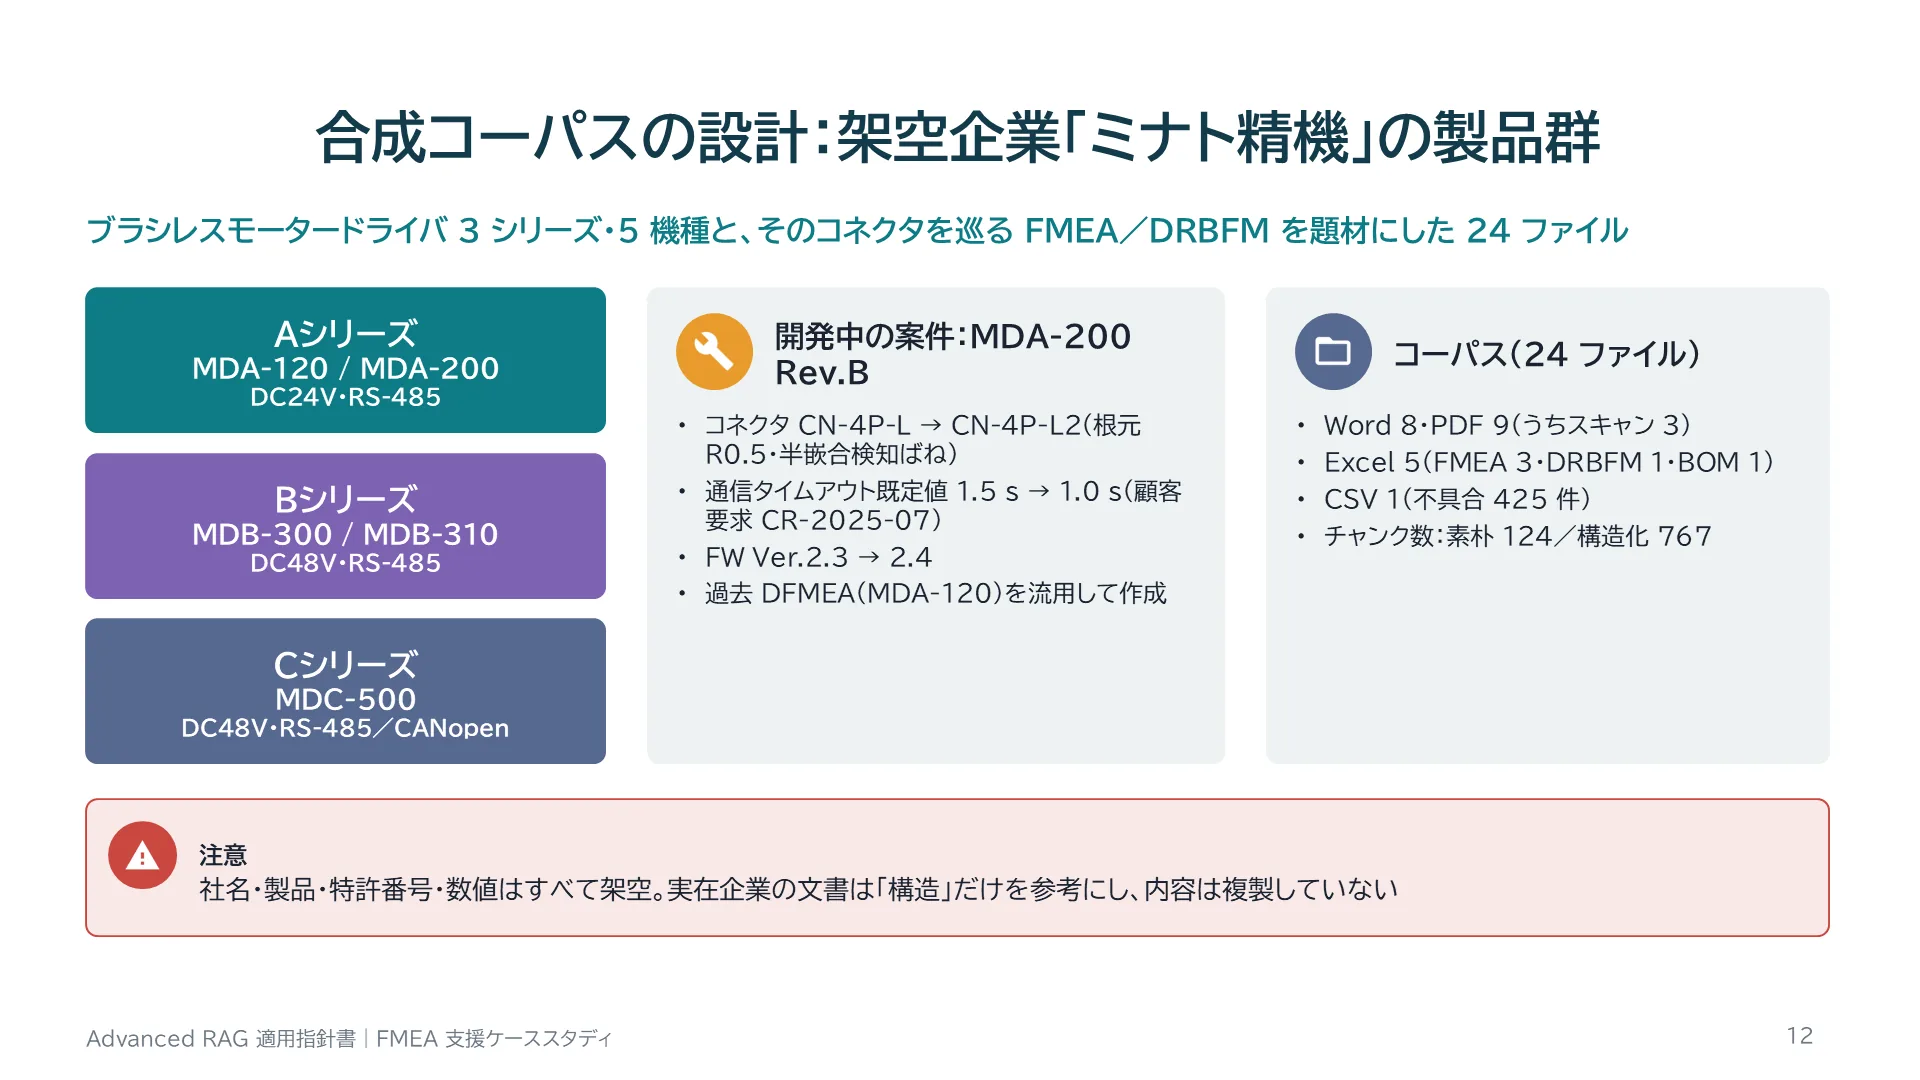 合成コーパスの設計：架空企業「ミナト精機」の製品群
ブラシレスモータードライバ 3 シリーズ・5 機種と、そのコネクタを巡る FMEA／DRBFM を題材にした 24 ファイル
Aシリーズ
MDA-120 / MDA-200
DC24V・RS-485
Bシリーズ
MDB-300 / MDB-310
DC48V・RS-485
Cシリーズ
MDC-500
DC48V・RS-485／CANopen
開発中の案件：MDA-200
Rev.B
• コネクタ CN-4P-L → CN-4P-L2（根元
R0.5・半嵌合検知ばね）
• 通信タイムアウト既定値 1.5 s → 1.0 s（顧客
要求 CR-2025-07）
• FW Ver.2.3 → 2.4
• 過去 DFMEA（MDA-120）を流用して作成
コーパス（24 ファイル）
• Word 8・PDF 9（うちスキャン 3）
• Excel 5（FMEA 3・DRBFM 1・BOM 1）
• CSV 1（不具合 425 件）
• チャンク数：素朴 124／構造化 767
注意
社名・製品・特許番号・数値はすべて架空。実在企業の文書は「構造」だけを参考にし、内容は複製していない
Advanced RAG 適用指針書｜FMEA 支援ケーススタディ
12